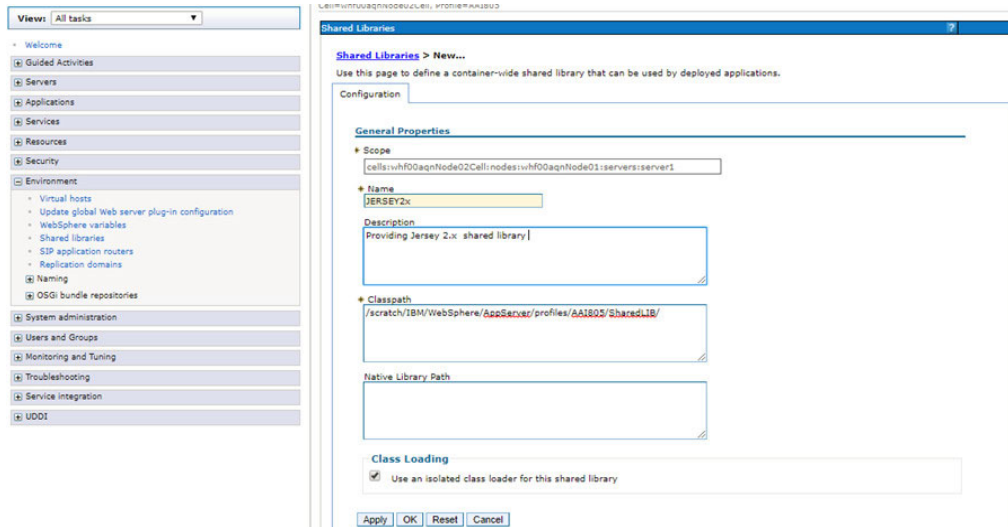 Cell=whf00aqnNode02Cell, Profile=AAI805
View: All tasks
Welcome
Guided Activities
Servers
Applications
Services
Resources
Security
Environment
Virtual hosts
Update global Web server plug-in configuration
WebSphere variables
Shared libraries
SIP application routers
Replication domains
Naming
OSGi bundle repositories
System administration
Users and Groups
Monitoring and Tuning
Troubleshooting
Service integration
UDDI
Shared Libraries ?
Shared Libraries > New...
Use this page to define a container-wide shared library that can be used by deployed applications.
Configuration
General Properties
Scope
cells:whf00aqnNode02Cell:nodes:whf00aqnNode01:servers:server1
Name
JERSEY2x
Description
Providing Jersey 2.x shared library
Classpath
/scratch/IBM/WebSphere/AppServer/profiles/AAI805/SharedLIB/
Native Library Path
Class Loading
Use an isolated class loader for this shared library
Apply OK Reset Cancel